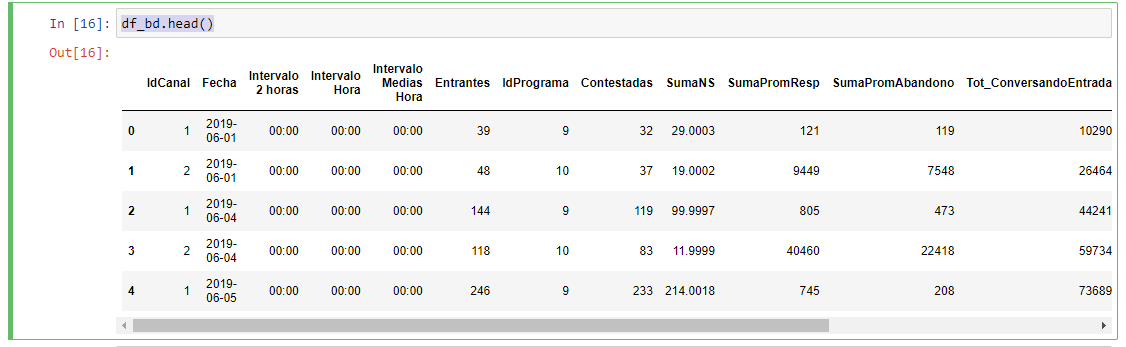 In [16]: df_bd.head()
Out[16]:
IdCanal Fecha Intervalo 2 horas Intervalo Hora Intervalo Medias Hora Entrantes IdPrograma Contestadas SumaNS SumaPromResp SumaPromAbandono Tot_ConversandoEntrada
0 1 2019-06-01 00:00 00:00 00:00 39 9 32 29.0003 121 119 10290
1 2 2019-06-01 00:00 00:00 00:00 48 10 37 19.0002 9449 7548 26464
2 1 2019-06-04 00:00 00:00 00:00 144 9 119 99.9997 805 473 44241
3 2 2019-06-04 00:00 00:00 00:00 118 10 83 11.9999 40460 22418 59734
4 1 2019-06-05 00:00 00:00 00:00 246 9 233 214.0018 745 208 73689